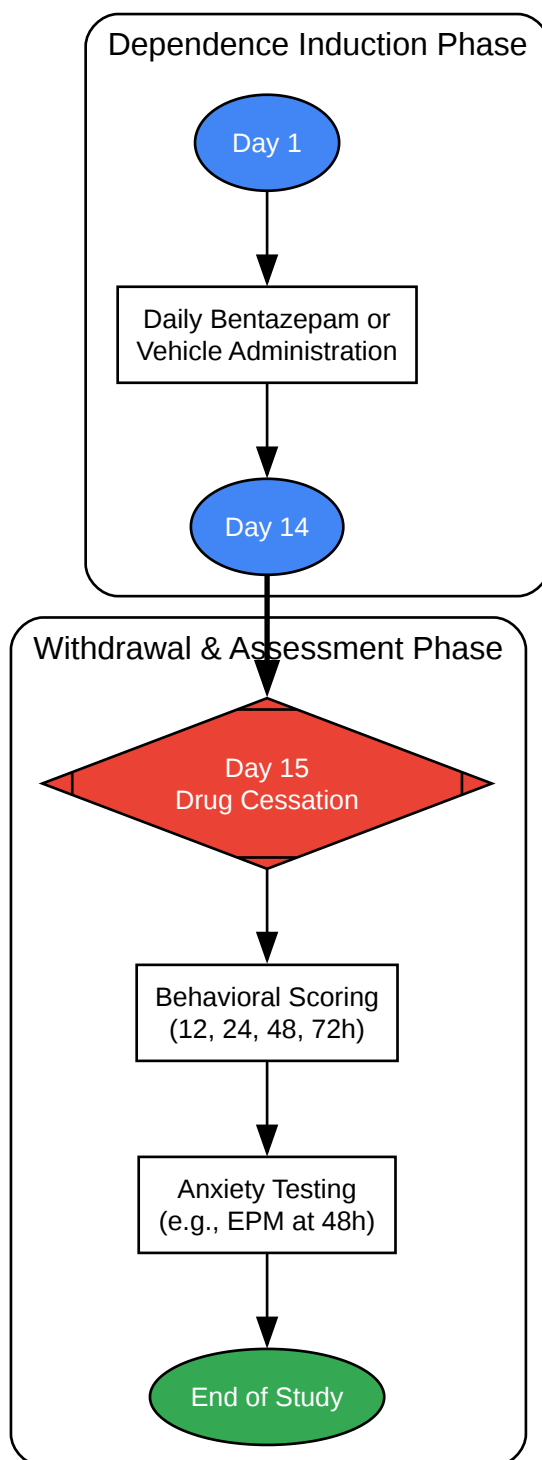 Dependence Induction Phase
Day 1
Daily Bentazepam or
Vehicle Administration
Day 14
Withdrawal & Assessment Phase
Day 15
Drug Cessation
Behavioral Scoring
(12, 24, 48, 72h)
Anxiety Testing
(e.g., EPM at 48h)
End of Study